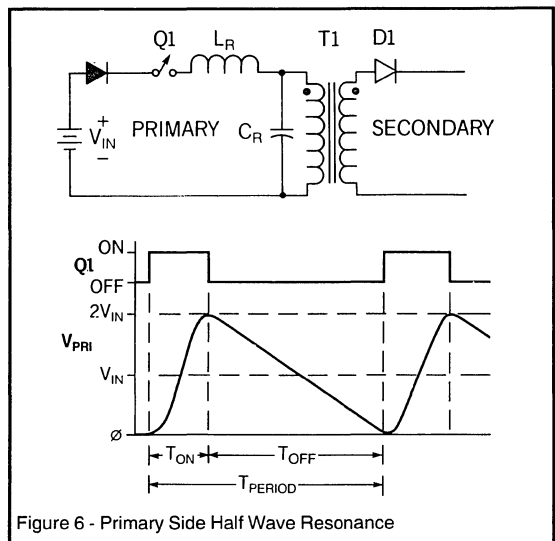 Q1 L_R T1 D1
+
V_IN PRIMARY C_R SECONDARY
−
ON
Q1
OFF
2V_IN
V_PRI
V_IN
Ø
T_ON T_OFF
T_PERIOD
Figure 6 - Primary Side Half Wave Resonance